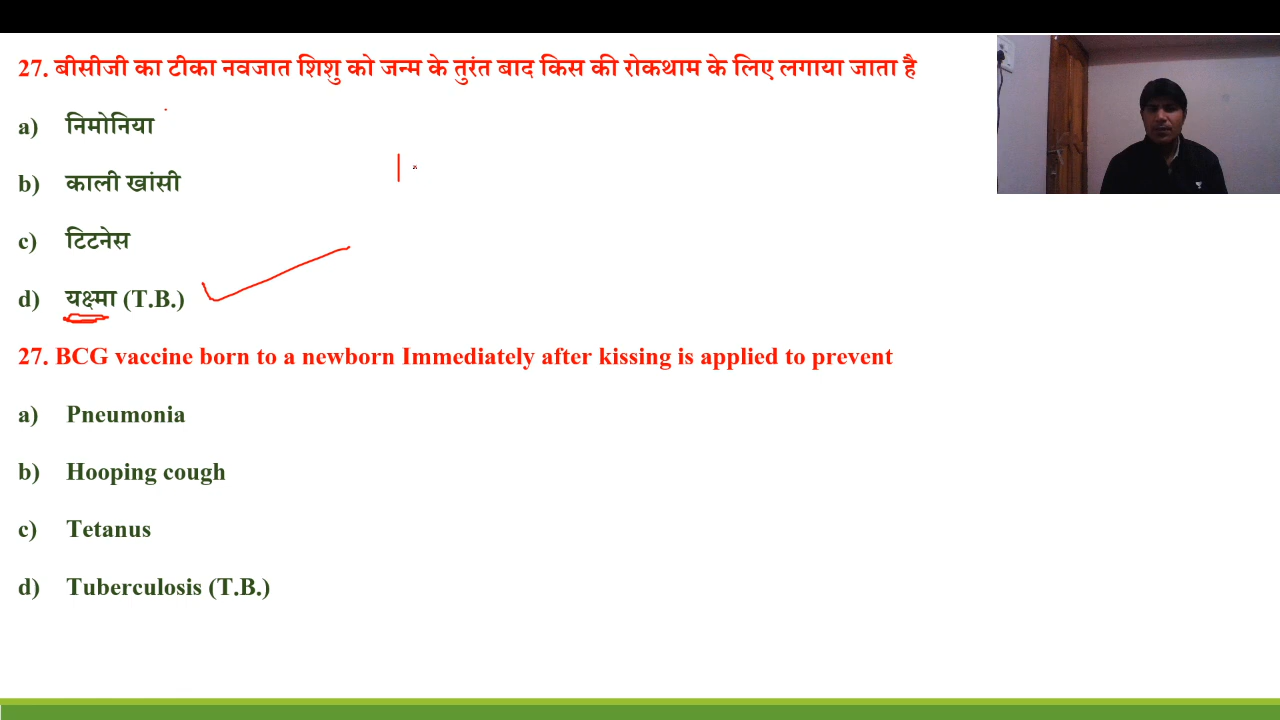 27. बीसीजी का टीका नवजात शिशु को जन्म के तुरंत बाद किस की रोकथाम के लिए लगाया जाता है
a) निमोनिया
b) काली खांसी
c) टिटनेस
d) यक्ष्मा (T.B.)
27. BCG vaccine born to a newborn Immediately after kissing is applied to prevent
a) Pneumonia
b) Hooping cough
c) Tetanus
d) Tuberculosis (T.B.)